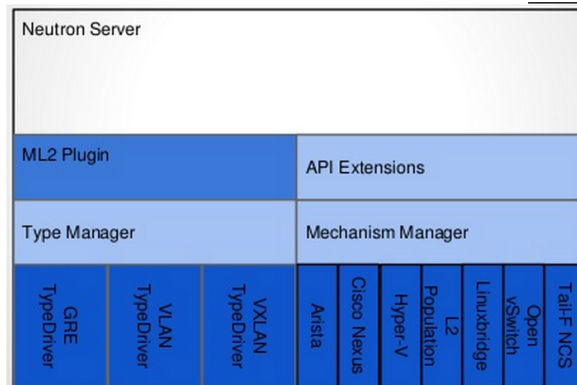 Neutron Server
ML2 Plugin
API Extensions
Type Manager
Mechanism Manager
GRE
TypeDriver
VLAN
TypeDriver
VXLAN
TypeDriver
Arista
Cisco Nexus
Hyper-V
L2
Population
Linuxbridge
Open
vSwitch
Tail-F NCS